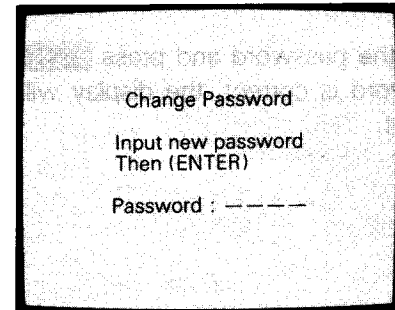 Change Password
Input new password
Then (ENTER)
Password : — — — —